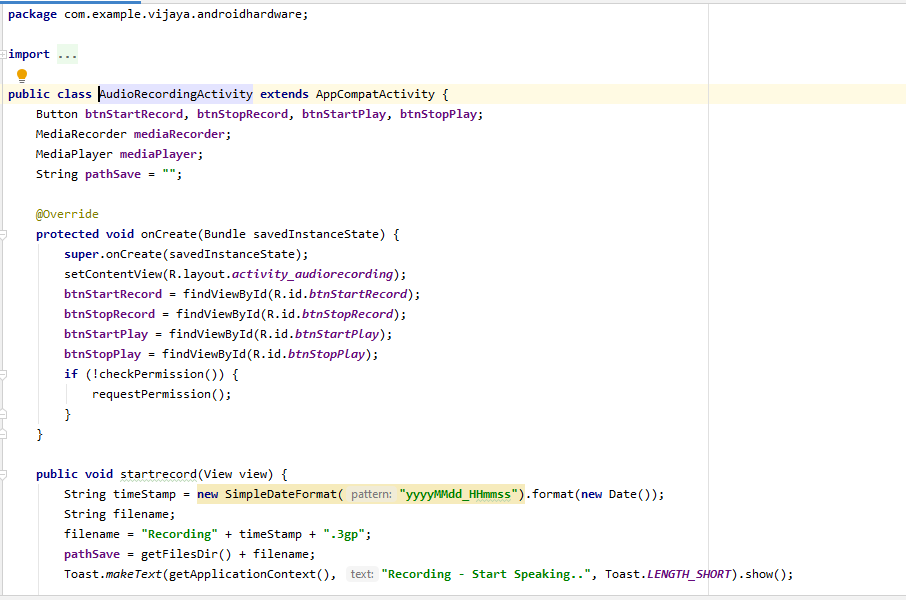 package com.example.vijaya.androidhardware;
import ...
public class AudioRecordingActivity extends AppCompatActivity {
Button btnStartRecord, btnStopRecord, btnStartPlay, btnStopPlay;
MediaRecorder mediaRecorder;
MediaPlayer mediaPlayer;
String pathSave = "";
@Override
protected void onCreate(Bundle savedInstanceState) {
super.onCreate(savedInstanceState);
setContentView(R.layout.activity_audiorecording);
btnStartRecord = findViewById(R.id.btnStartRecord);
btnStopRecord = findViewById(R.id.btnStopRecord);
btnStartPlay = findViewById(R.id.btnStartPlay);
btnStopPlay = findViewById(R.id.btnStopPlay);
if (!checkPermission()) {
requestPermission();
}
}
public void startrecord(View view) {
String timeStamp = new SimpleDateFormat( pattern: "yyyyMMdd_HHmmss").format(new Date());
String filename;
filename = "Recording" + timeStamp + ".3gp";
pathSave = getFilesDir() + filename;
Toast.makeText(getApplicationContext(), text: "Recording - Start Speaking..", Toast.LENGTH_SHORT).show();